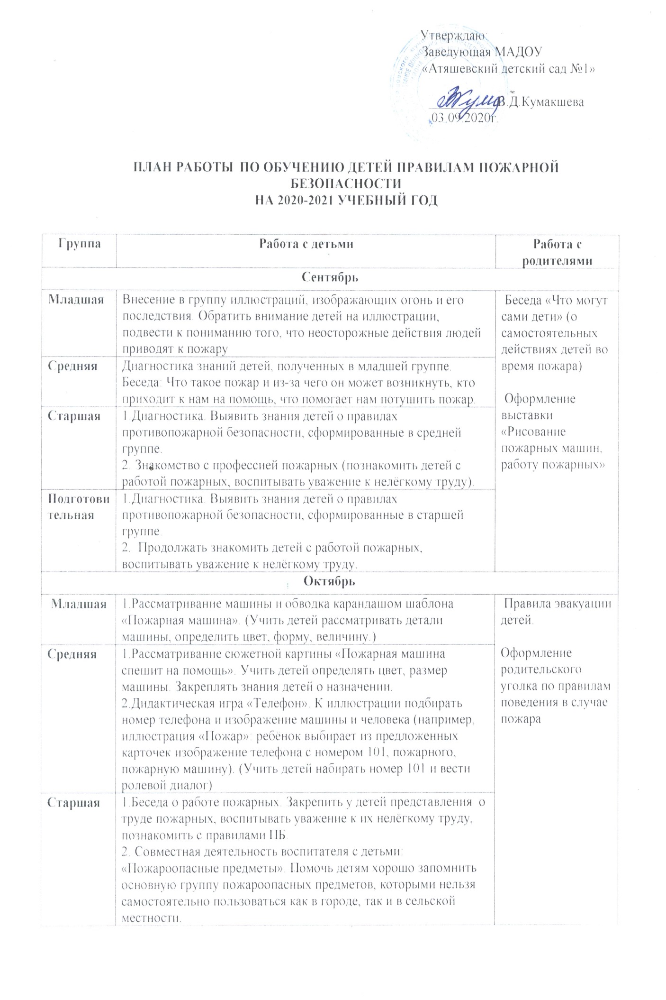 Утверждаю:
Заведующая МАДОУ
«Атяшевский детский сад №1»
В.Д.Кумакшева
03.09.2020г.
ПЛАН РАБОТЫ ПО ОБУЧЕНИЮ ДЕТЕЙ ПРАВИЛАМ ПОЖАРНОЙ
БЕЗОПАСНОСТИ
НА 2020-2021 УЧЕБНЫЙ ГОД
Группа
Работа с детьми
Работа с
родителями
Сентябрь
Младшая
Внесение в группу иллюстраций, изображающих огонь и его
последствия. Обратить внимание детей на иллюстрации,
подвести к пониманию того, что неосторожные действия людей
приводят к пожару
Беседа «Что могут
сами дети» (о
самостоятельных
действиях детей во
время пожара)
Оформление
выставки
«Рисование
пожарных машин,
работу пожарных»
Средняя
Диагностика знаний детей, полученных в младшей группе.
Беседа: Что такое пожар и из-за чего он может возникнуть, кто
приходит к нам на помощь, что помогает нам потушить пожар.
Старшая
1.Диагностика. Выявить знания детей о правилах
противопожарной безопасности, сформированные в средней
группе.
2. Знакомство с профессией пожарных (познакомить детей с
работой пожарных, воспитывать уважение к нелёгкому труду).
Подготови
тельная
1.Диагностика. Выявить знания детей о правилах
противопожарной безопасности, сформированные в старшей
группе.
2. Продолжать знакомить детей с работой пожарных,
воспитывать уважение к нелёгкому труду.
Октябрь
Младшая
1.Рассматривание машины и обводка карандашом шаблона
«Пожарная машина». (Учить детей рассматривать детали
машины, определить цвет, форму, величину.)
Правила эвакуации
детей.
Оформление
родительского
уголка по правилам
поведения в случае
пожара
Средняя
1.Рассматривание сюжетной картины «Пожарная машина
спешит на помощь». Учить детей определять цвет, размер
машины. Закреплять знания детей о назначении.
2.Дидактическая игра «Телефон». К иллюстрации подбирать
номер телефона и изображение машины и человека (например,
иллюстрация «Пожар»: ребёнок выбирает из предложенных
карточек изображение телефона с номером 101, пожарного,
пожарную машину). (Учить детей набирать номер 101 и вести
ролевой диалог)
Старшая
1.Беседа о работе пожарных. Закрепить у детей представления о
труде пожарных, воспитывать уважение к их нелёгкому труду,
познакомить с правилами ПБ.
2. Совместная деятельность воспитателя с детьми:
«Пожароопасные предметы». Помочь детям хорошо запомнить
основную группу пожароопасных предметов, которыми нельзя
самостоятельно пользоваться как в городе, так и в сельской
местности.